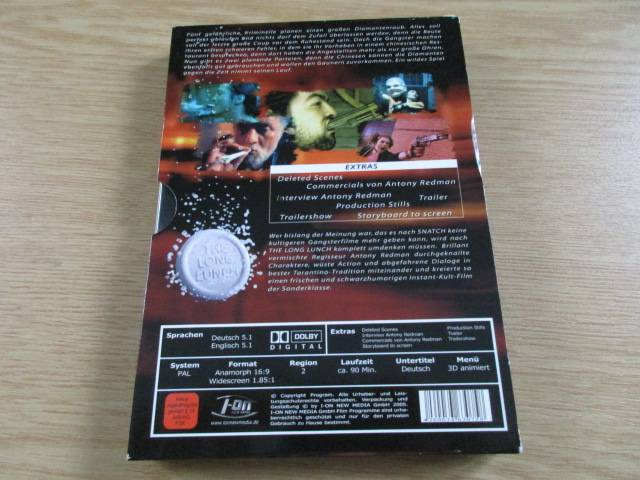 Fünf gefährliche, Kriminelle planen einen großen Diamantenraub. Alles soll
perfekt ablaufen und nichts darf dem Zufall überlassen werden, denn die Beute
soll der letzte große Coup vor dem Ruhestand sein. Doch die Gangster machen
ihren ersten schweren Fehler, in dem sie ihr Vorhaben in einem chinesischen Res-
taurant besprechen, denn dort haben die Angestellten mehr als nur große Ohren.
Nun gibt es zwei planende Parteien, denn die Chinesen können die Diamanten
ebenfalls gut gebrauchen und wollen den Gaunern zuvorkommen. Ein wildes Spiel
gegen die Zeit nimmt seinen Lauf.
EXTRAS
Deleted Scenes
Commercials von Antony Redman
Interview Antony Redman Trailer
Production Stills
Trailershow Storyboard to screen
THE
LONG
LUNCH
Wer bislang der Meinung war, das es nach SNATCH keine
kultigeren Gangsterfilme mehr geben kann, wird nach
THE LONG LUNCH komplett umdenken müssen. Brillant
vermischte Regisseur Antony Redman durchgeknallte
Charaktere, wüste Action und abgefahrene Dialoge in
bester Tarantino-Tradition miteinander und kreierte so
einen frischen und schwarzhumorigen Instant-Kult-Film
der Sonderklasse.
Sprachen Deutsch 5.1
Englisch 5.1
DOLBY
DIGITAL
Extras Deleted Scenes Production Stills
Interview Antony Redman Trailer
Commercials von Antony Redman Trailershow
Storyboard to screen
System Format Region Laufzeit Untertitel Menü
PAL Anamorph 16:9 2 ca. 90 Min. Deutsch 3D animiert
Widescreen 1.85:1
i-on
www.ionnewmedia.de
© Copyright Program. Alle Urheber- und Leis-
tungsschutzrechte vorbehalten. Verpackung und
Gestaltung © by I-ON NEW MEDIA GmbH 2005.
I-ON NEW MEDIA GmbH Film Programme sind urhe-
berrechtlich geschützt und nur für den privaten
Gebrauch zu Hause bestimmt.